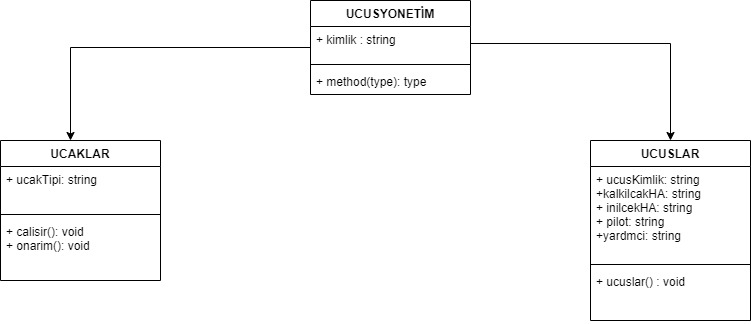 UCUSYONETİM
+ kimlik : string
+ method(type): type
UCAKLAR
+ ucakTipi: string
+ calisir(): void
+ onarim(): void
UCUSLAR
+ ucusKimlik: string
+kalkilcakHA: string
+ inilcekHA: string
+ pilot: string
+yardmci: string
+ ucuslar() : void